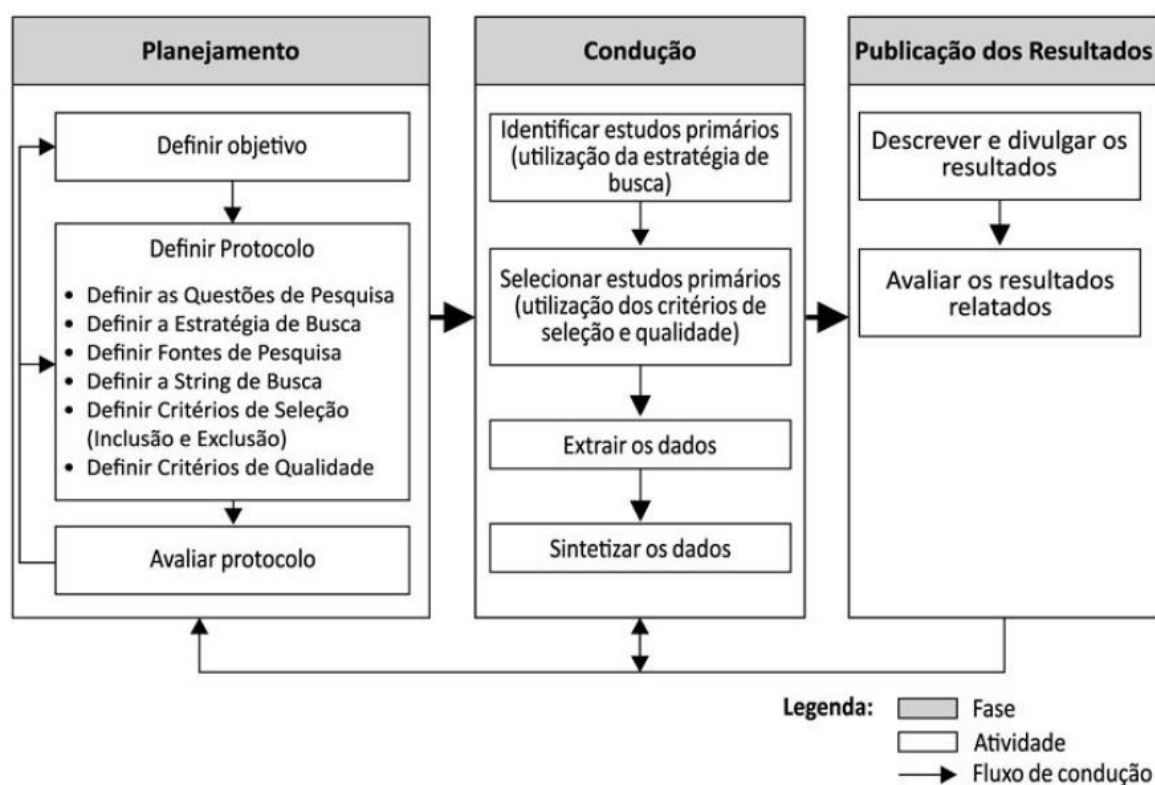 Planejamento
Definir objetivo
Definir Protocolo
• Definir as Questões de Pesquisa
• Definir a Estratégia de Busca
• Definir Fontes de Pesquisa
• Definir a String de Busca
• Definir Critérios de Seleção
(Inclusão e Exclusão)
• Definir Critérios de Qualidade
Avaliar protocolo
Condução
Identificar estudos primários
(utilização da estratégia de
busca)
Selecionar estudos primários
(utilização dos critérios de
seleção e qualidade)
Extrair os dados
Sintetizar os dados
Publicação dos Resultados
Descrever e divulgar os
resultados
Avaliar os resultados
relatados
Legenda:
Fase
Atividade
Fluxo de condução